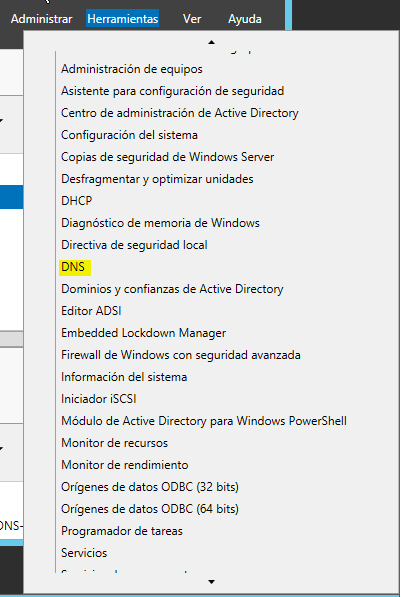 Administrar Herramientas Ver Ayuda
Administración de equipos
Asistente para configuración de seguridad
Centro de administración de Active Directory
Configuración del sistema
Copias de seguridad de Windows Server
Desfragmentar y optimizar unidades
DHCP
Diagnóstico de memoria de Windows
Directiva de seguridad local
DNS
Dominios y confianzas de Active Directory
Editor ADSI
Embedded Lockdown Manager
Firewall de Windows con seguridad avanzada
Información del sistema
Iniciador iSCSI
Módulo de Active Directory para Windows PowerShell
Monitor de recursos
Monitor de rendimiento
Orígenes de datos ODBC (32 bits)
Orígenes de datos ODBC (64 bits)
Programador de tareas
DNS-
Servicios